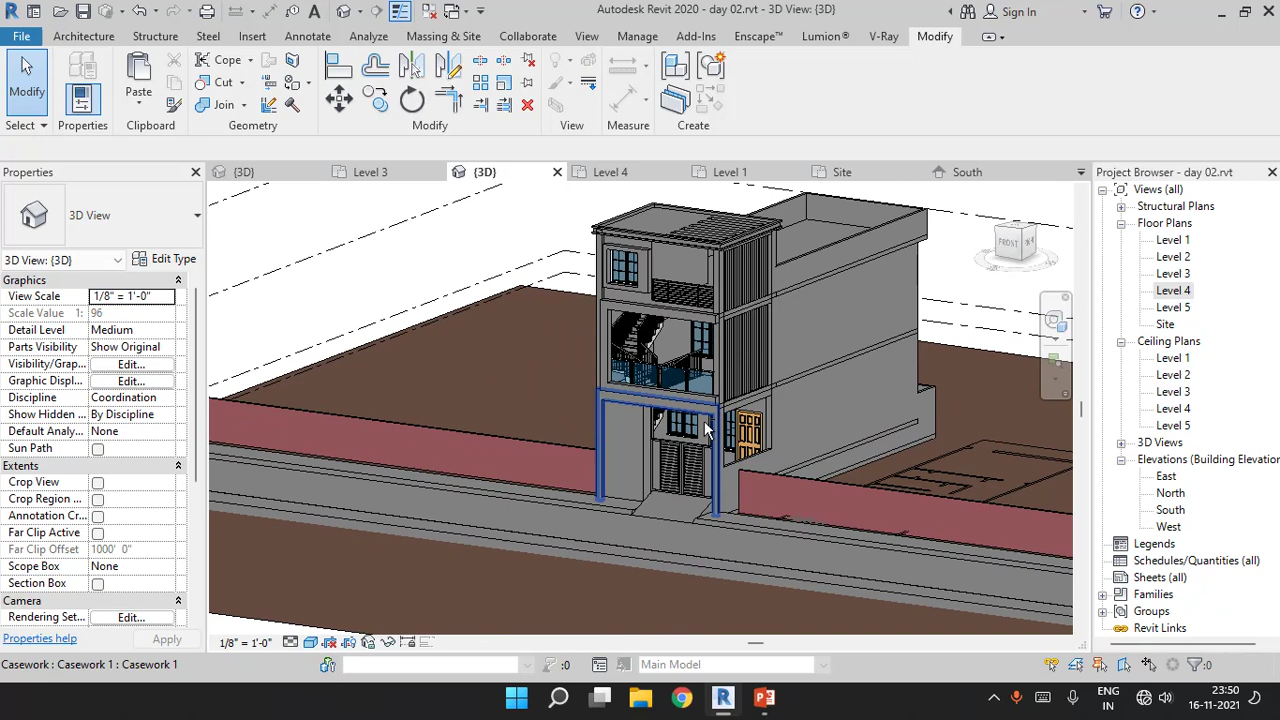 Autodesk Revit 2020 - day 02.rvt - 3D View: {3D}
Sign In
File Architecture Structure Steel Insert Annotate Analyze Massing & Site Collaborate View Manage Add-Ins Enscape™ Lumion® V-Ray Modify
Modify
Paste
Cope
Cut
Join
Select Properties Clipboard Geometry Modify View Measure Create
Properties
{3D} Level 3 {3D} Level 4 Level 1 Site South
Project Browser - day 02.rvt
3D View
3D View: {3D} Edit Type
Graphics
View Scale 1/8" = 1'-0"
Scale Value 1: 96
Detail Level Medium
Parts Visibility Show Original
Visibility/Grap... Edit...
Graphic Displ... Edit...
Discipline Coordination
Show Hidden ... By Discipline
Default Analy... None
Sun Path
Extents
Crop View
Crop Region ...
Annotation Cr...
Far Clip Active
Far Clip Offset 1000' 0"
Scope Box None
Section Box
Camera
Rendering Set... Edit...
Properties help Apply
FRONT
Views (all)
Structural Plans
Floor Plans
Level 1
Level 2
Level 3
Level 4
Level 5
Site
Ceiling Plans
Level 1
Level 2
Level 3
Level 4
Level 5
3D Views
Elevations (Building Elevation
East
North
South
West
Legends
Schedules/Quantities (all)
Sheets (all)
Families
Groups
Revit Links
1/8" = 1'-0"
Casework : Casework 1 : Casework 1
:0
Main Model
:0
ENG
IN
23:50
16-11-2021